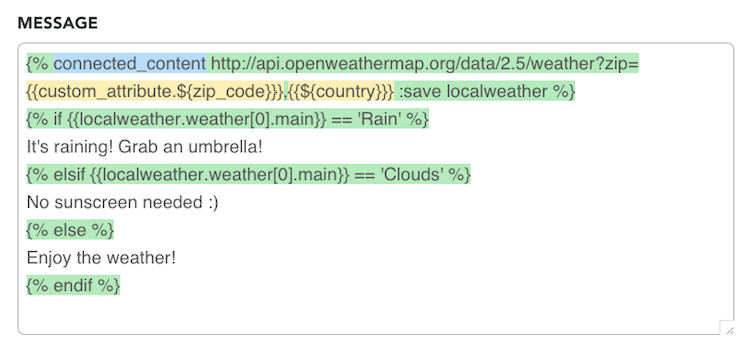 MESSAGE
{% connected_content http://api.openweathermap.org/data/2.5/weather?zip=
{{custom_attribute.${zip_code}}},{{${country}}} :save localweather %}
{% if {{localweather.weather[0].main}} == 'Rain' %}
It's raining! Grab an umbrella!
{% elsif {{localweather.weather[0].main}} == 'Clouds' %}
No sunscreen needed :)
{% else %}
Enjoy the weather!
{% endif %}